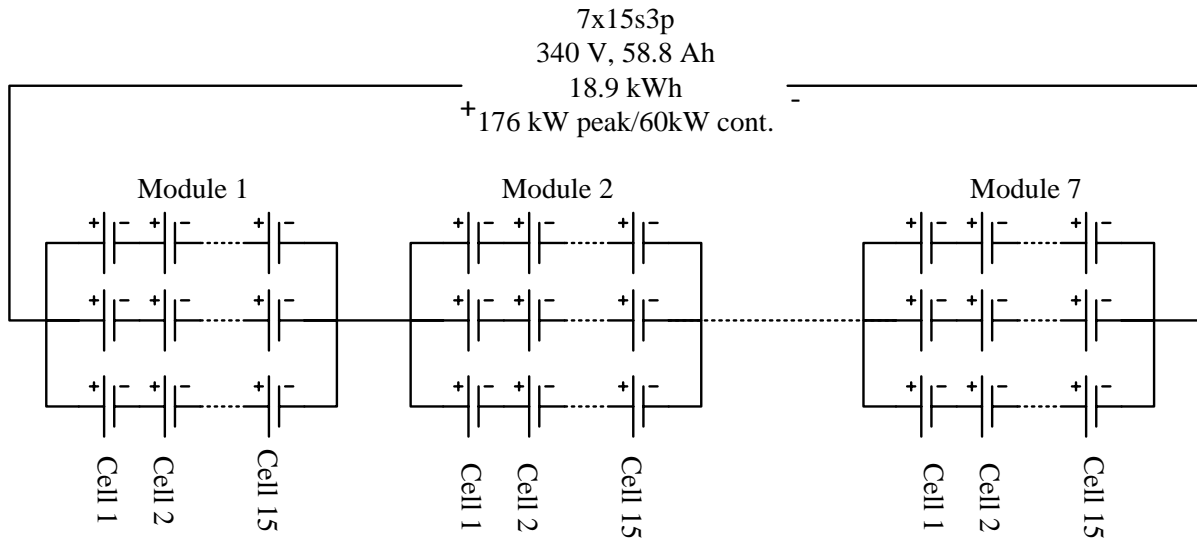 7x15s3p
340 V, 58.8 Ah
18.9 kWh
+ 176 kW peak/60kW cont. -
Module 1 Module 2 Module 7
+ - + - + - + - + - + - + - + - + -
+ - + - + - + - + - + - + - + - + -
+ - + - + - + - + - + - + - + - + -
Cell 1 Cell 2 Cell 15 Cell 1 Cell 2 Cell 15 Cell 1 Cell 2 Cell 15